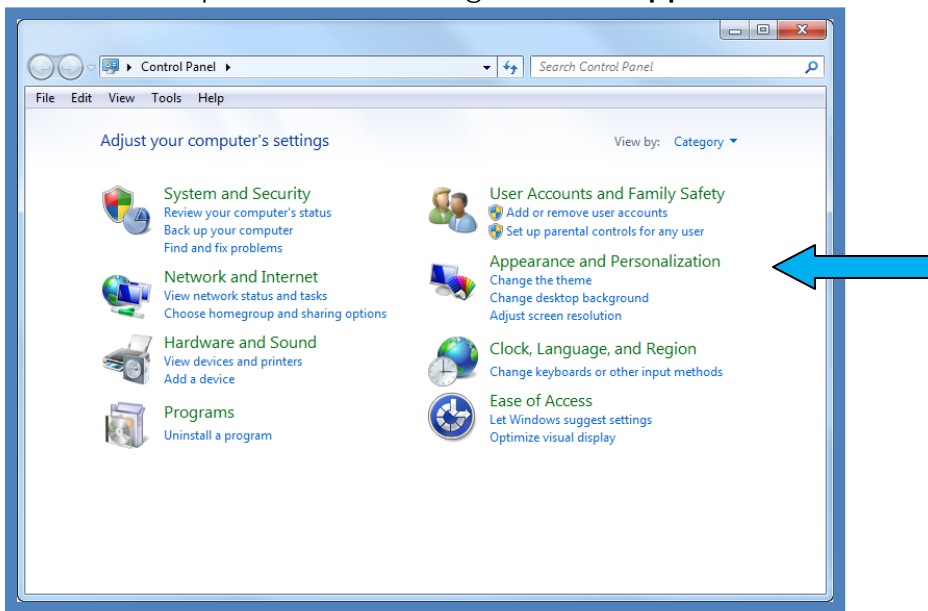 Control Panel
Search Control Panel
File Edit View Tools Help
Adjust your computer's settings
View by: Category
System and Security
Review your computer's status
Back up your computer
Find and fix problems
Network and Internet
View network status and tasks
Choose homegroup and sharing options
Hardware and Sound
View devices and printers
Add a device
Programs
Uninstall a program
User Accounts and Family Safety
Add or remove user accounts
Set up parental controls for any user
Appearance and Personalization
Change the theme
Change desktop background
Adjust screen resolution
Clock, Language, and Region
Change keyboards or other input methods
Ease of Access
Let Windows suggest settings
Optimize visual display